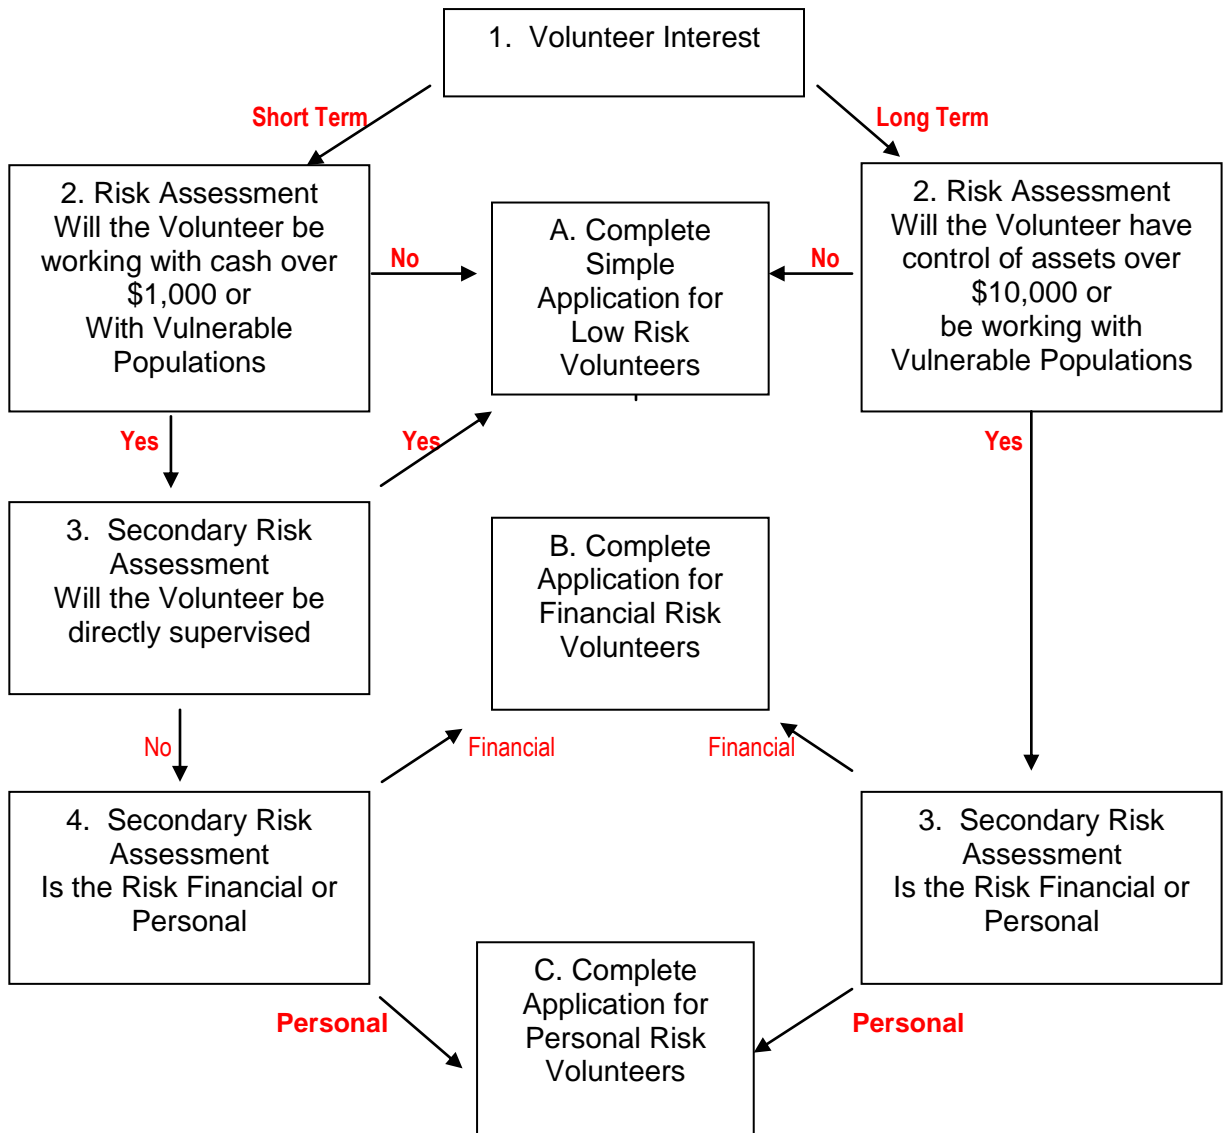 1. Volunteer Interest
Short Term
Long Term
2. Risk Assessment
Will the Volunteer be
working with cash over
$1,000 or
With Vulnerable
Populations
No
A. Complete
Simple
Application for
Low Risk
Volunteers
No
2. Risk Assessment
Will the Volunteer have
control of assets over
$10,000 or
be working with
Vulnerable Populations
Yes
Yes
Yes
3. Secondary Risk
Assessment
Will the Volunteer be
directly supervised
B. Complete
Application for
Financial Risk
Volunteers
No
Financial
Financial
4. Secondary Risk
Assessment
Is the Risk Financial or
Personal
3. Secondary Risk
Assessment
Is the Risk Financial or
Personal
Personal
C. Complete
Application for
Personal Risk
Volunteers
Personal